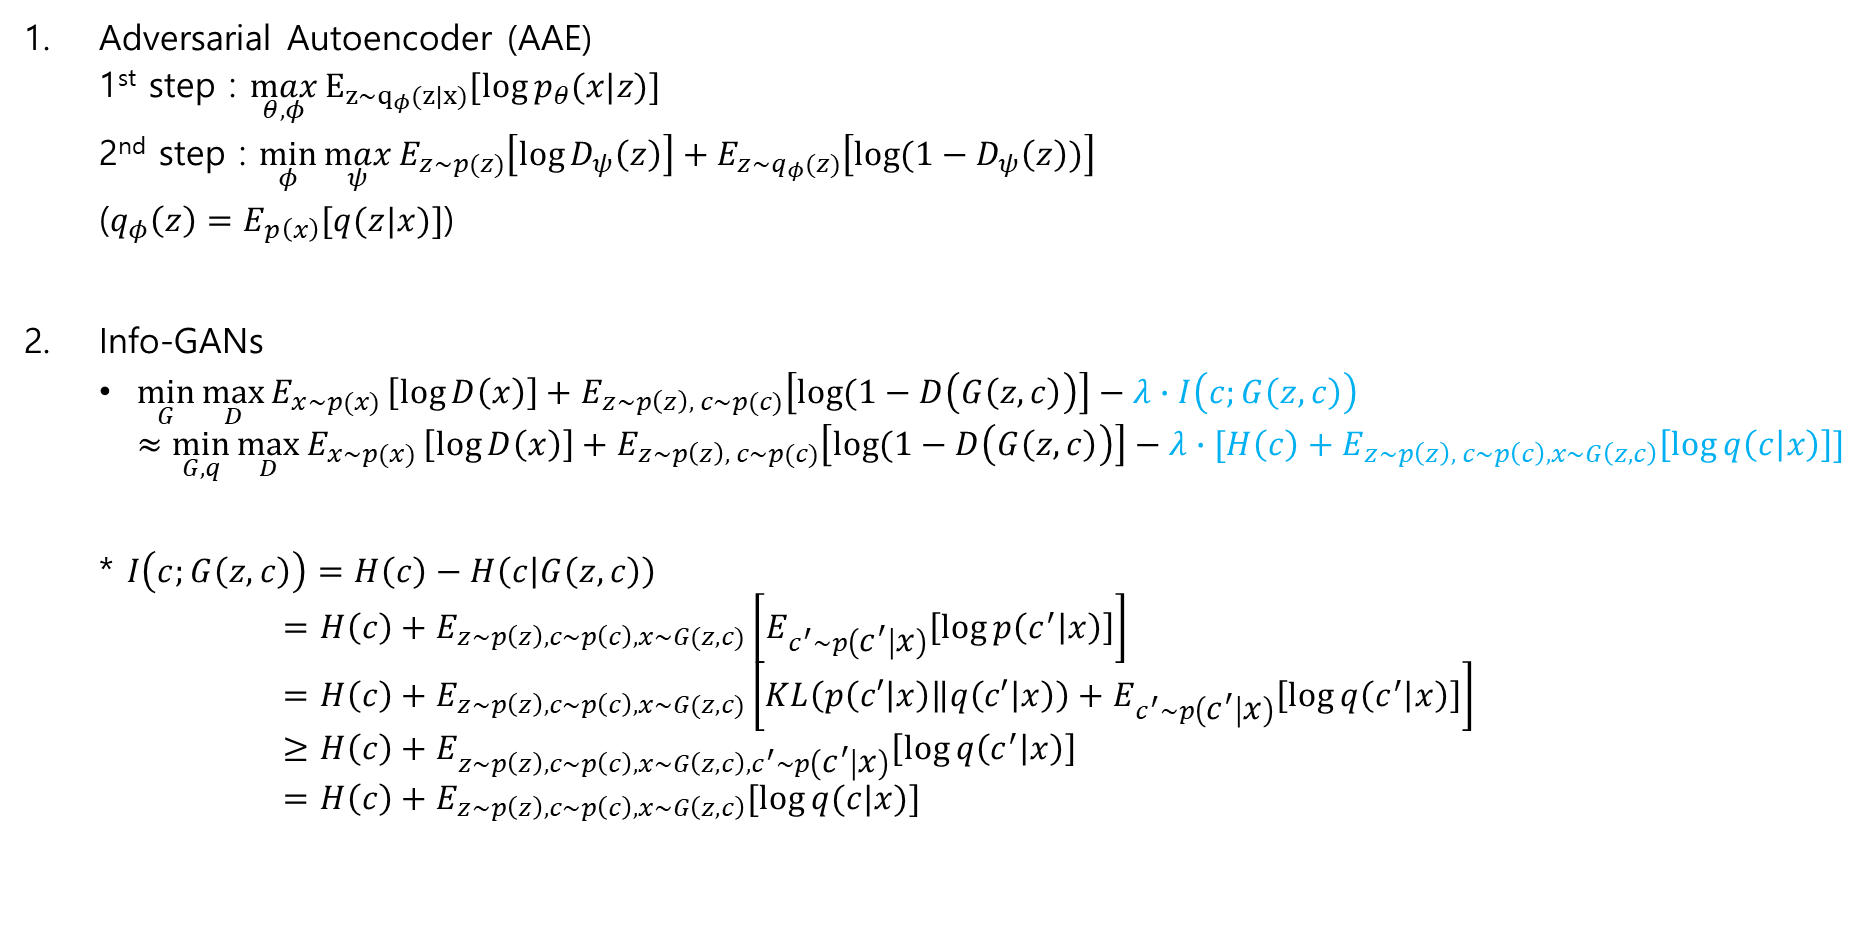 1. Adversarial Autoencoder (AAE)
1st step : max_{θ,ϕ} E_{z~q_ϕ(z|x)}[log p_θ(x|z)]
2nd step : min_ϕ max_ψ E_{z~p(z)}[log D_ψ(z)] + E_{z~q_ϕ(z)}[log(1 − D_ψ(z))]
(q_ϕ(z) = E_{p(x)}[q(z|x)])
2. Info-GANs
• min_G max_D E_{x~p(x)} [log D(x)] + E_{z~p(z), c~p(c)}[log(1 − D(G(z, c))] − λ · I(c; G(z, c))
≈ min_{G,q} max_D E_{x~p(x)} [log D(x)] + E_{z~p(z), c~p(c)}[log(1 − D(G(z, c))] − λ · [H(c) + E_{z~p(z), c~p(c),x~G(z,c)}[log q(c|x)]]
* I(c; G(z, c)) = H(c) − H(c|G(z, c))
= H(c) + E_{z~p(z),c~p(c),x~G(z,c)} [E_{c′~p(c′|x)}[log p(c′|x)]]
= H(c) + E_{z~p(z),c~p(c),x~G(z,c)} [KL(p(c′|x)‖q(c′|x)) + E_{c′~p(c′|x)}[log q(c′|x)]]
≥ H(c) + E_{z~p(z),c~p(c),x~G(z,c),c′~p(c′|x)}[log q(c′|x)]
= H(c) + E_{z~p(z),c~p(c),x~G(z,c)}[log q(c|x)]